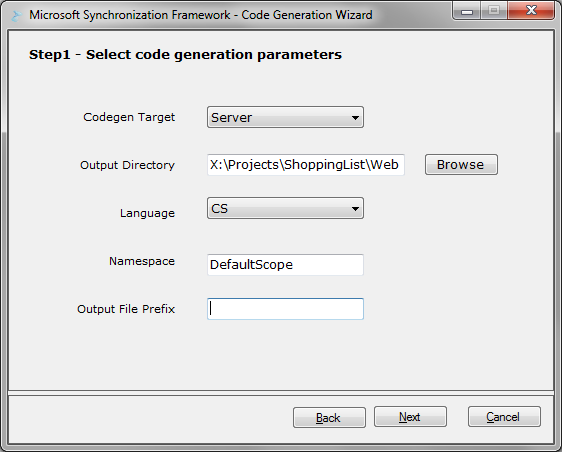 Microsoft Synchronization Framework - Code Generation Wizard
Step1 - Select code generation parameters
Codegen Target Server
Output Directory X:\Projects\ShoppingList\Web Browse
Language CS
Namespace DefaultScope
Output File Prefix
Back Next Cancel